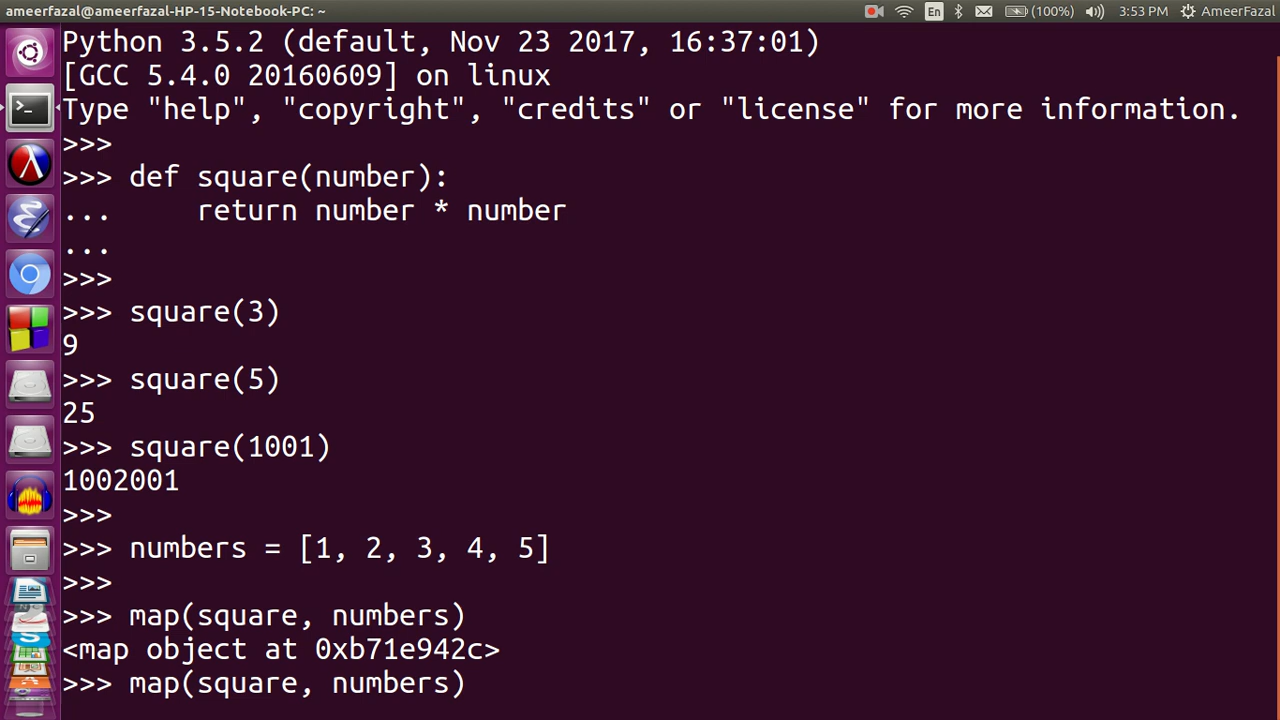 ameerfazal@ameerfazal-HP-15-Notebook-PC: ~ En (100%) 3:53 PM AmeerFazal
Python 3.5.2 (default, Nov 23 2017, 16:37:01)
[GCC 5.4.0 20160609] on linux
Type "help", "copyright", "credits" or "license" for more information.
>>>
>>> def square(number):
...     return number * number
...
>>>
>>> square(3)
9
>>> square(5)
25
>>> square(1001)
1002001
>>>
>>> numbers = [1, 2, 3, 4, 5]
>>>
>>> map(square, numbers)
<map object at 0xb71e942c>
>>> map(square, numbers)